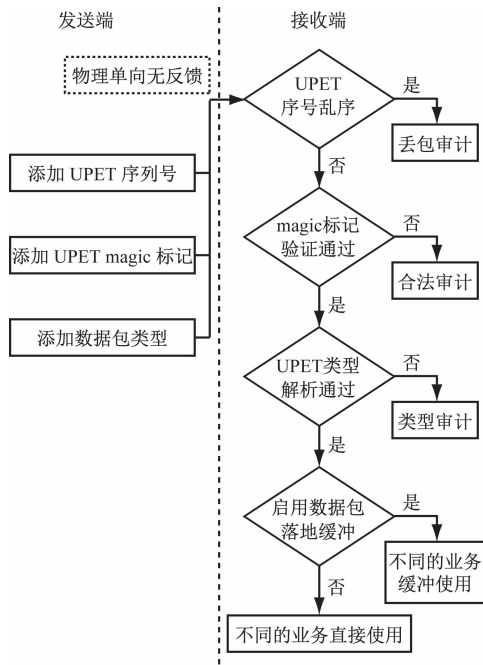 发送端
接收端
物理单向无反馈
UPET
序号乱序
是
丢包审计
否
添加 UPET 序列号
magic标记
验证通过
否
合法审计
添加 UPET magic 标记
是
添加数据包类型
UPET类型
解析通过
否
类型审计
是
启用数据包
落地缓冲
是
不同的业务
缓冲使用
否
不同的业务直接使用